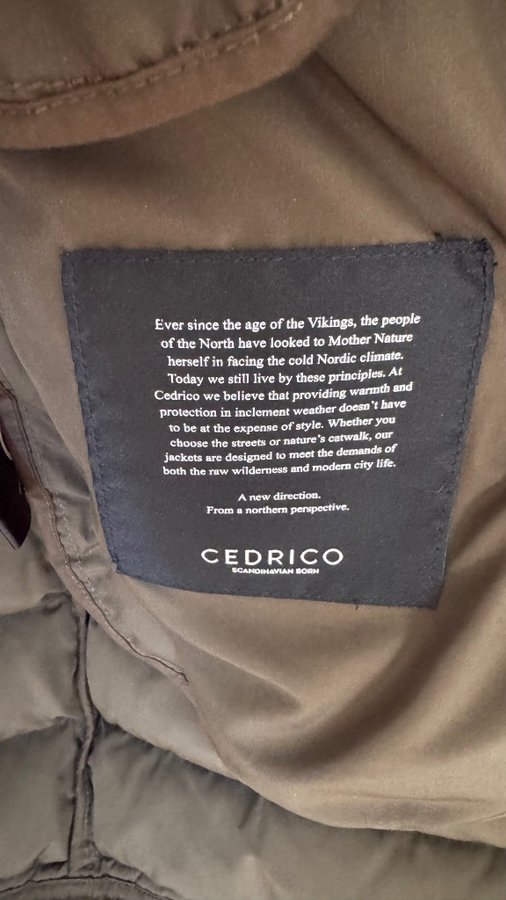 Ever since the age of the Vikings, the people
of the North have looked to Mother Nature
herself in facing the cold Nordic climate.
Today we still live by these principles. At
Cedrico we believe that providing warmth and
protection in inclement weather doesn't have
to be at the expense of style. Whether you
choose the streets or nature's catwalk, our
jackets are designed to meet the demands of
both the raw wilderness and modern city life.
A new direction.
From a northern perspective.
CEDRICO
SCANDINAVIAN BORN